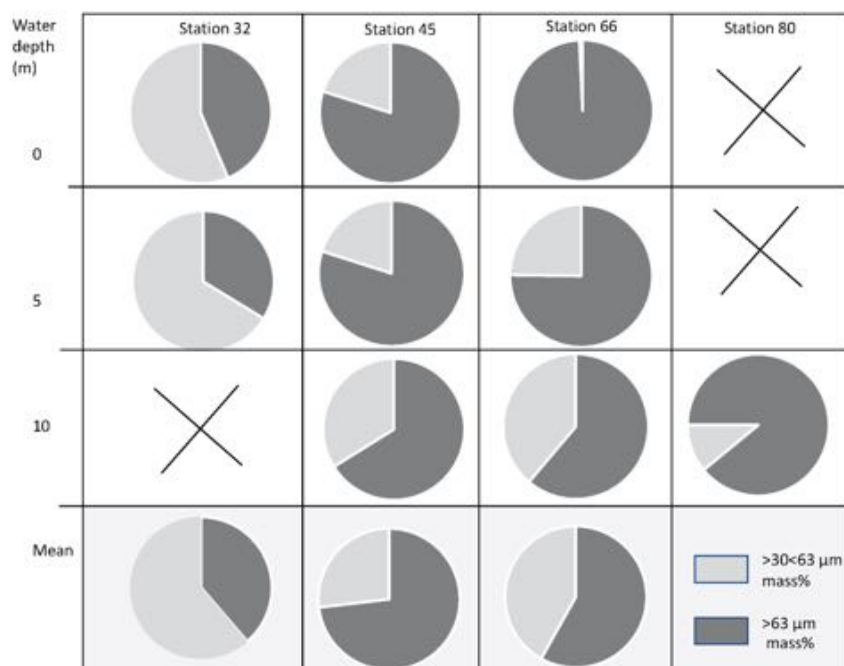 Water
depth
(m)
Station 32
Station 45
Station 66
Station 80
0
5
10
Mean
>30<63 μm
mass%
>63 μm
mass%